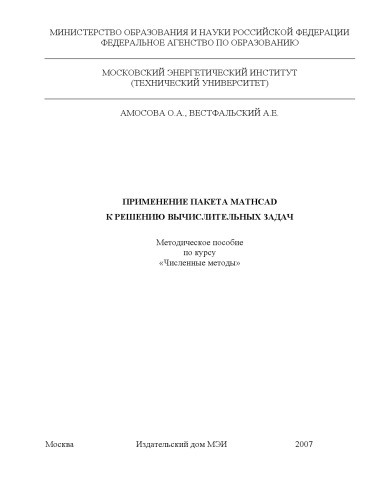 МИНИСТЕРСТВО ОБРАЗОВАНИЯ И НАУКИ РОССИЙСКОЙ ФЕДЕРАЦИИ
ФЕДЕРАЛЬНОЕ АГЕНСТВО ПО ОБРАЗОВАНИЮ
МОСКОВСКИЙ ЭНЕРГЕТИЧЕСКИЙ ИНСТИТУТ
(ТЕХНИЧЕСКИЙ УНИВЕРСИТЕТ)
АМОСОВА О.А., ВЕСТФАЛЬСКИЙ А.Е.
ПРИМЕНЕНИЕ ПАКЕТА MATHCAD
К РЕШЕНИЮ ВЫЧИСЛИТЕЛЬНЫХ ЗАДАЧ
Методическое пособие
по курсу
«Численные методы»
Москва Издательский дом МЭИ 2007